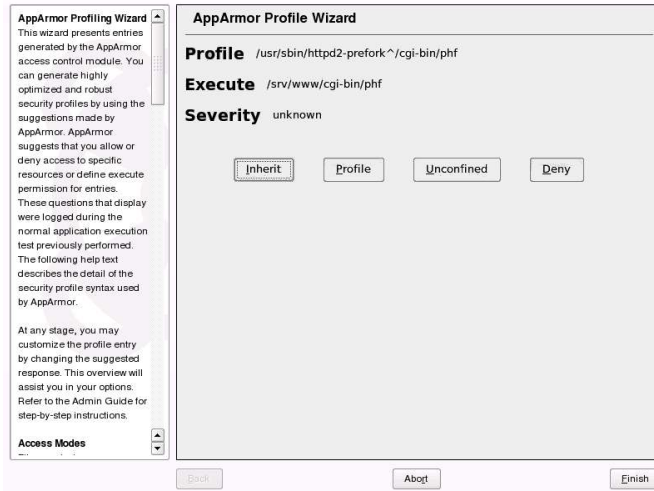 AppArmor Profiling Wizard
This wizard presents entries
generated by the AppArmor
access control module. You
can generate highly
optimized and robust
security profiles by using the
suggestions made by
AppArmor. AppArmor
suggests that you allow or
deny access to specific
resources or define execute
permission for entries.
These questions that display
were logged during the
normal application execution
test previously performed.
The following help text
describes the detail of the
security profile syntax used
by AppArmor.
At any stage, you may
customize the profile entry
by changing the suggested
response. This overview will
assist you in your options.
Refer to the Admin Guide for
step-by-step instructions.
Access Modes
AppArmor Profile Wizard
Profile /usr/sbin/httpd2-prefork^/cgi-bin/phf
Execute /srv/www/cgi-bin/phf
Severity unknown
Inherit Profile Unconfined Deny
Back Abort Finish